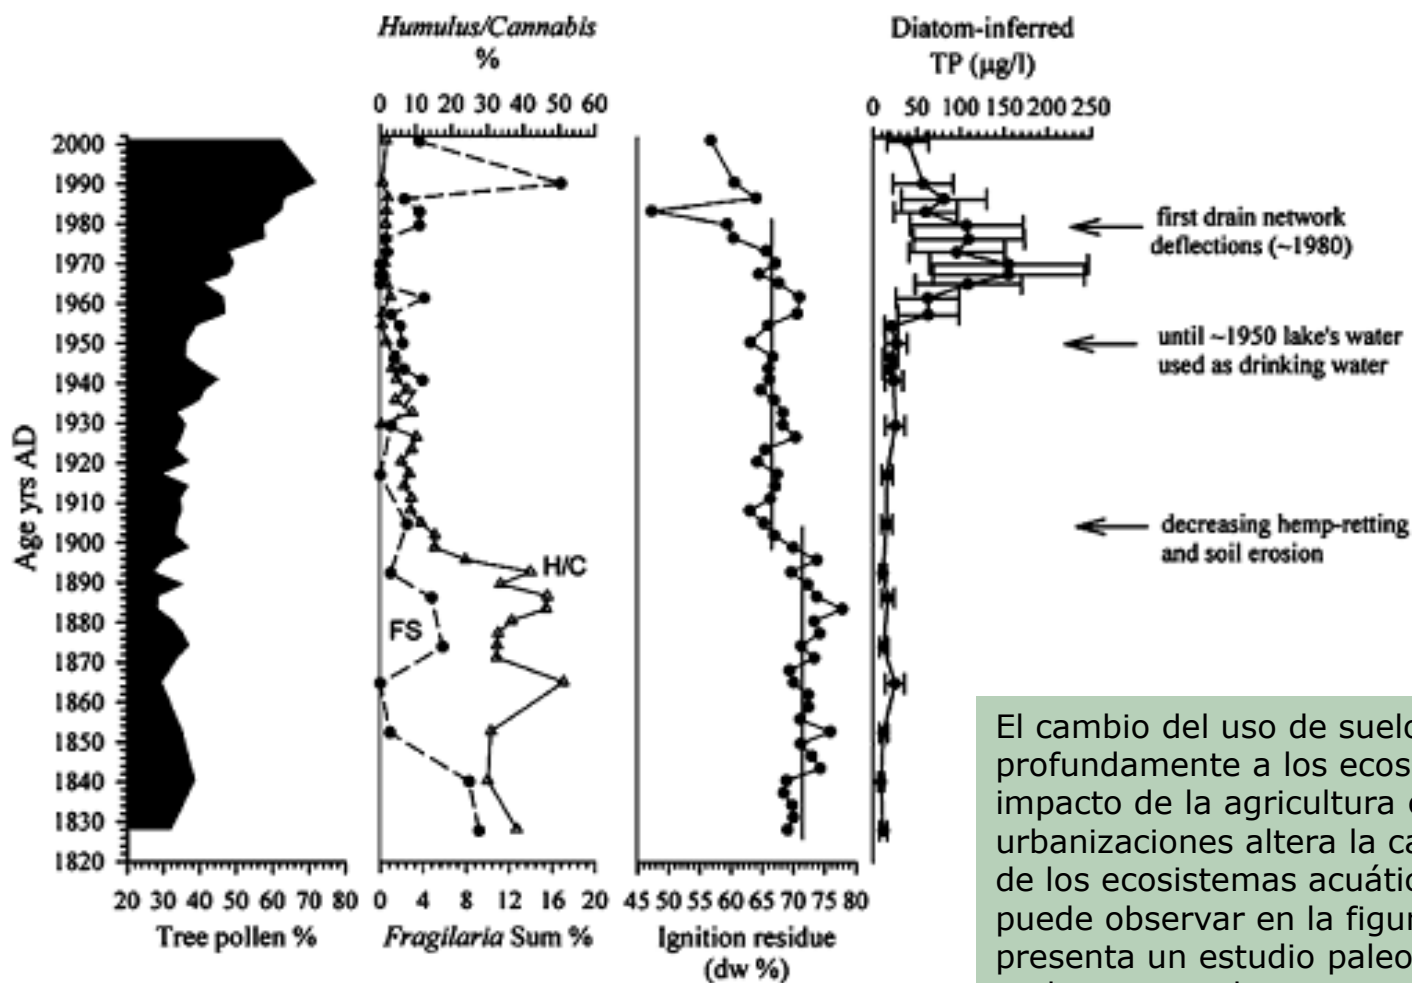 Humulus/Cannabis
%
0 10 20 30 40 50 60
Diatom-inferred
TP (µg/l)
0 50 100 150 200 250
Age yrs AD
2000
1990
1980
1970
1960
1950
1940
1930
1920
1910
1900
1890
1880
1870
1860
1850
1840
1830
1820
H/C
FS
first drain network
deflections (~1980)
until ~1950 lake's water
used as drinking water
decreasing hemp-retting
and soil erosion
20 30 40 50 60 70 80
Tree pollen %
0 4 8 12 16 20
Fragilaria Sum %
45 50 55 60 65 70 75 80
Ignition residue
(dw %)
El cambio del uso de suelo
profundamente a los ecos
impacto de la agricultura
urbanizaciones altera la ca
de los ecosistemas acuátic
puede observar en la figur
presenta un estudio paleo